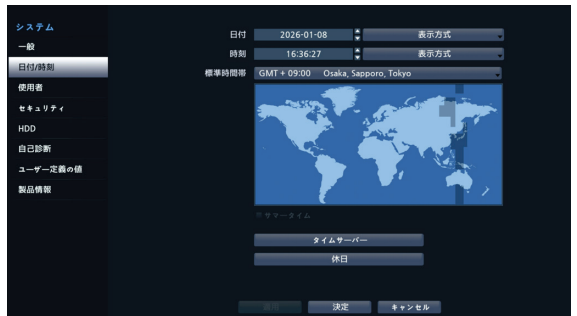 システム
一般
日付/時刻
使用者
セキュリティ
HDD
自己診断
ユーザー定義の値
製品情報
日付 2026-01-08 表示方式
時刻 16:36:27 表示方式
標準時間帯 GMT + 09:00 Osaka, Sapporo, Tokyo
サマータイム
タイムサーバー
休日
適用 決定 キャンセル